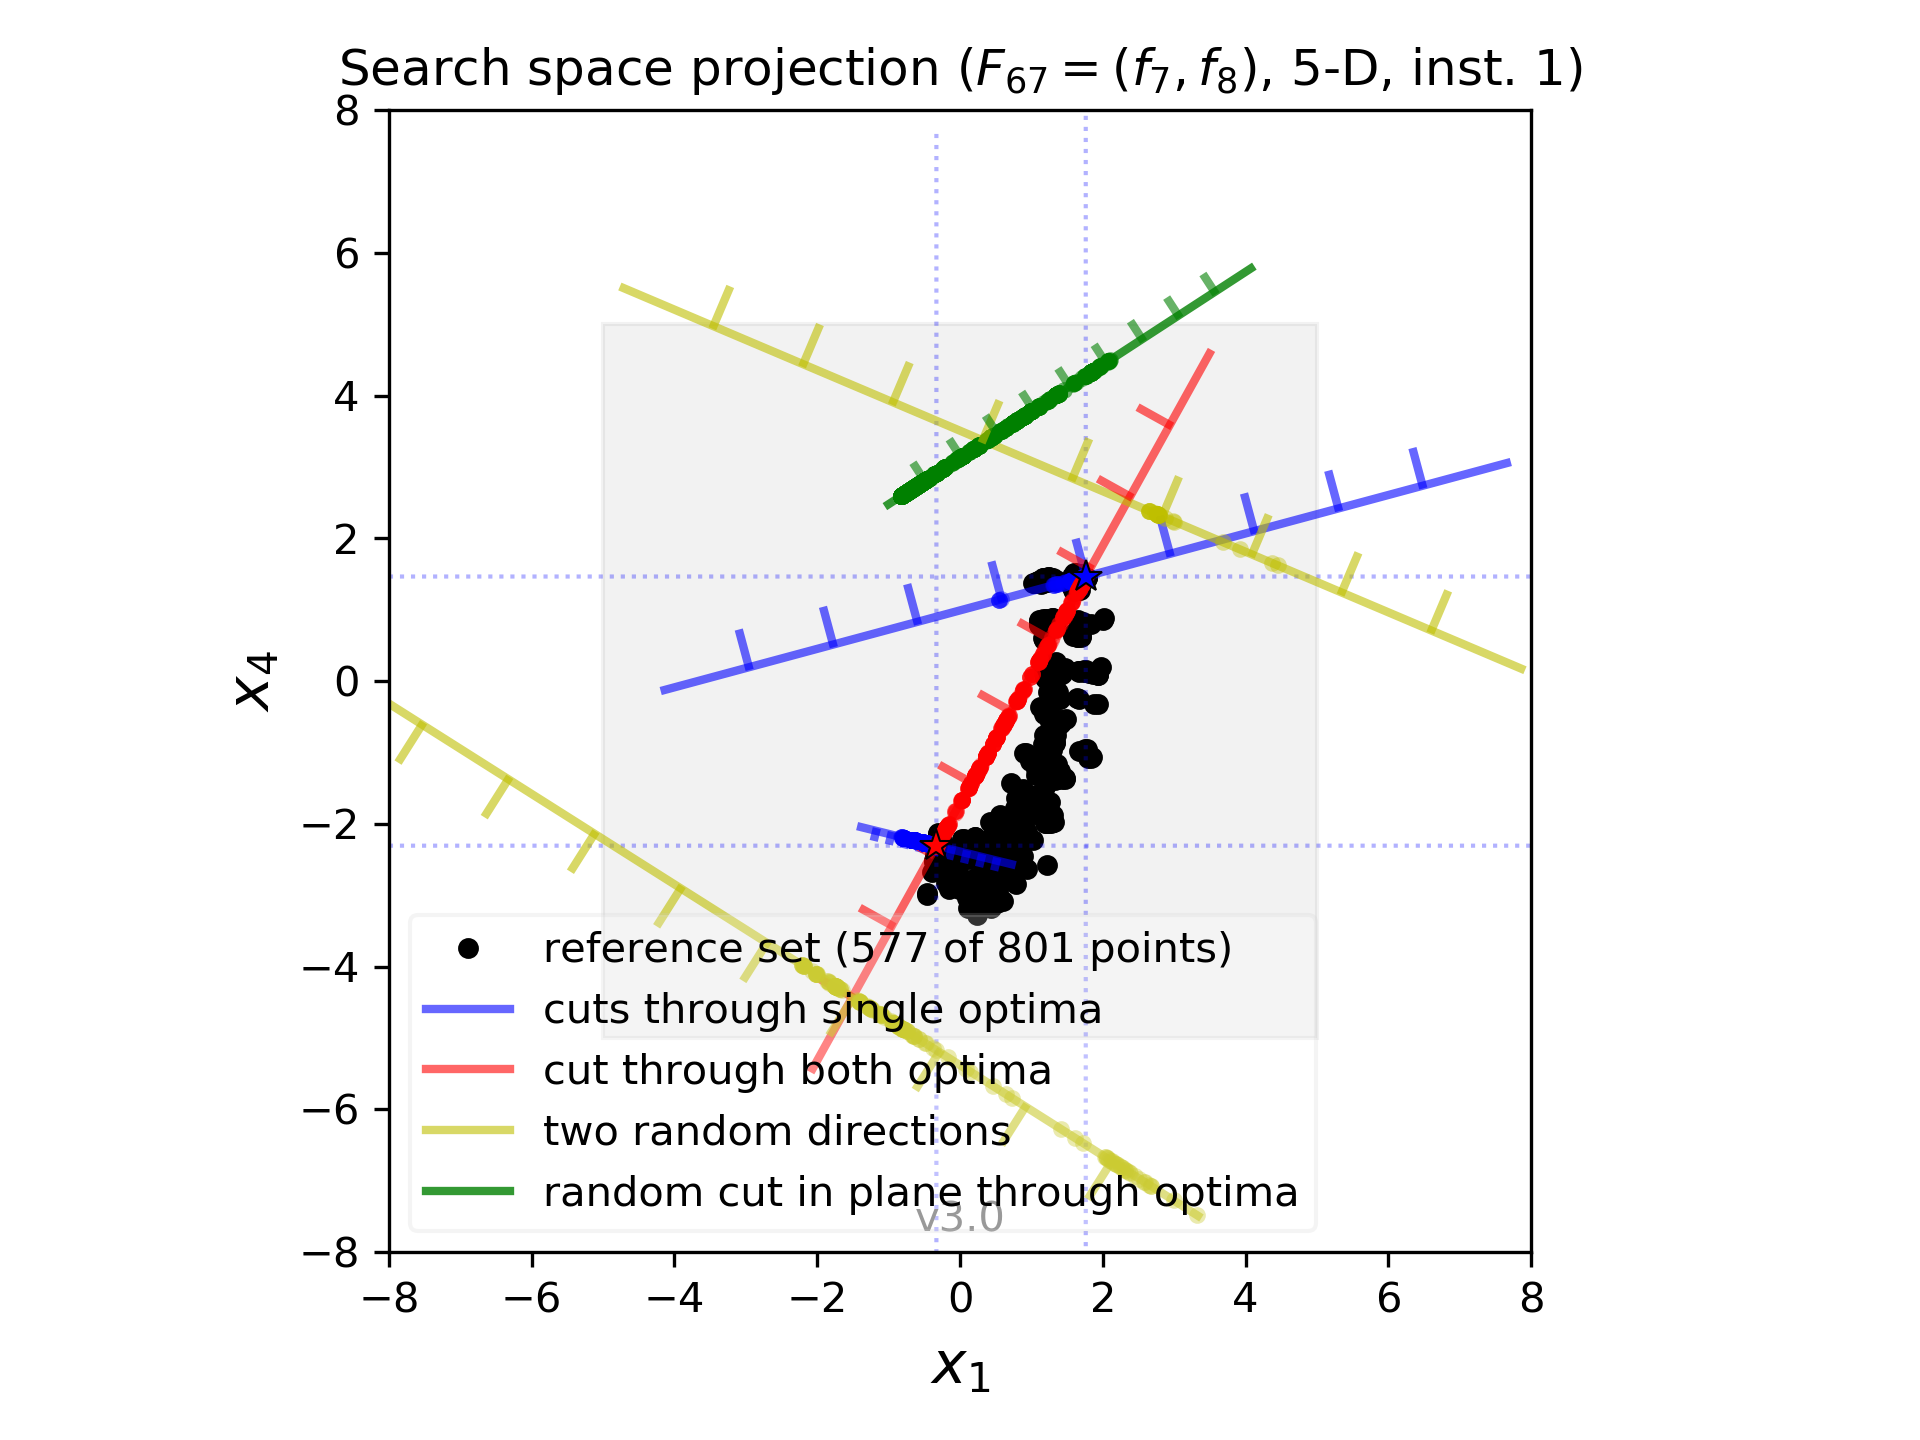 Search space projection (F67 = (f7, f8), 5-D, inst. 1)
8
6
4
2
0
−2
−4
−6
−8
x4
reference set (577 of 801 points)
cuts through single optima
cut through both optima
two random directions
random cut in plane through optima
v3.0
−8 −6 −4 −2 0 2 4 6 8
x1